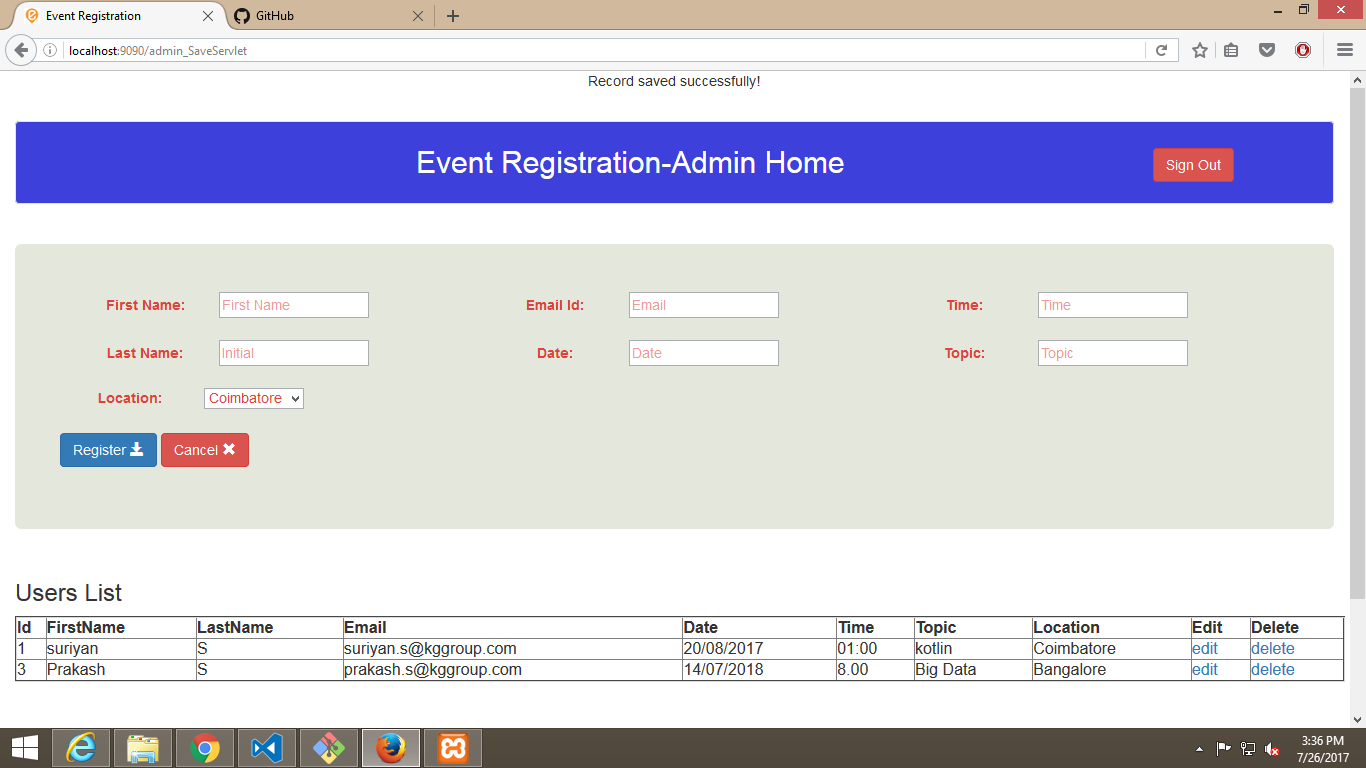 Event Registration
GitHub
localhost:9090/admin_SaveServlet
Record saved successfully!
Event Registration-Admin Home
Sign Out
First Name: First Name Email Id: Email Time: Time
Last Name: Initial Date: Date Topic: Topic
Location: Coimbatore
Register Cancel
Users List
Id FirstName LastName Email Date Time Topic Location Edit Delete
1 suriyan S suriyan.s@kggroup.com 20/08/2017 01:00 kotlin Coimbatore edit delete
3 Prakash S prakash.s@kggroup.com 14/07/2018 8.00 Big Data Bangalore edit delete
3:36 PM
7/26/2017